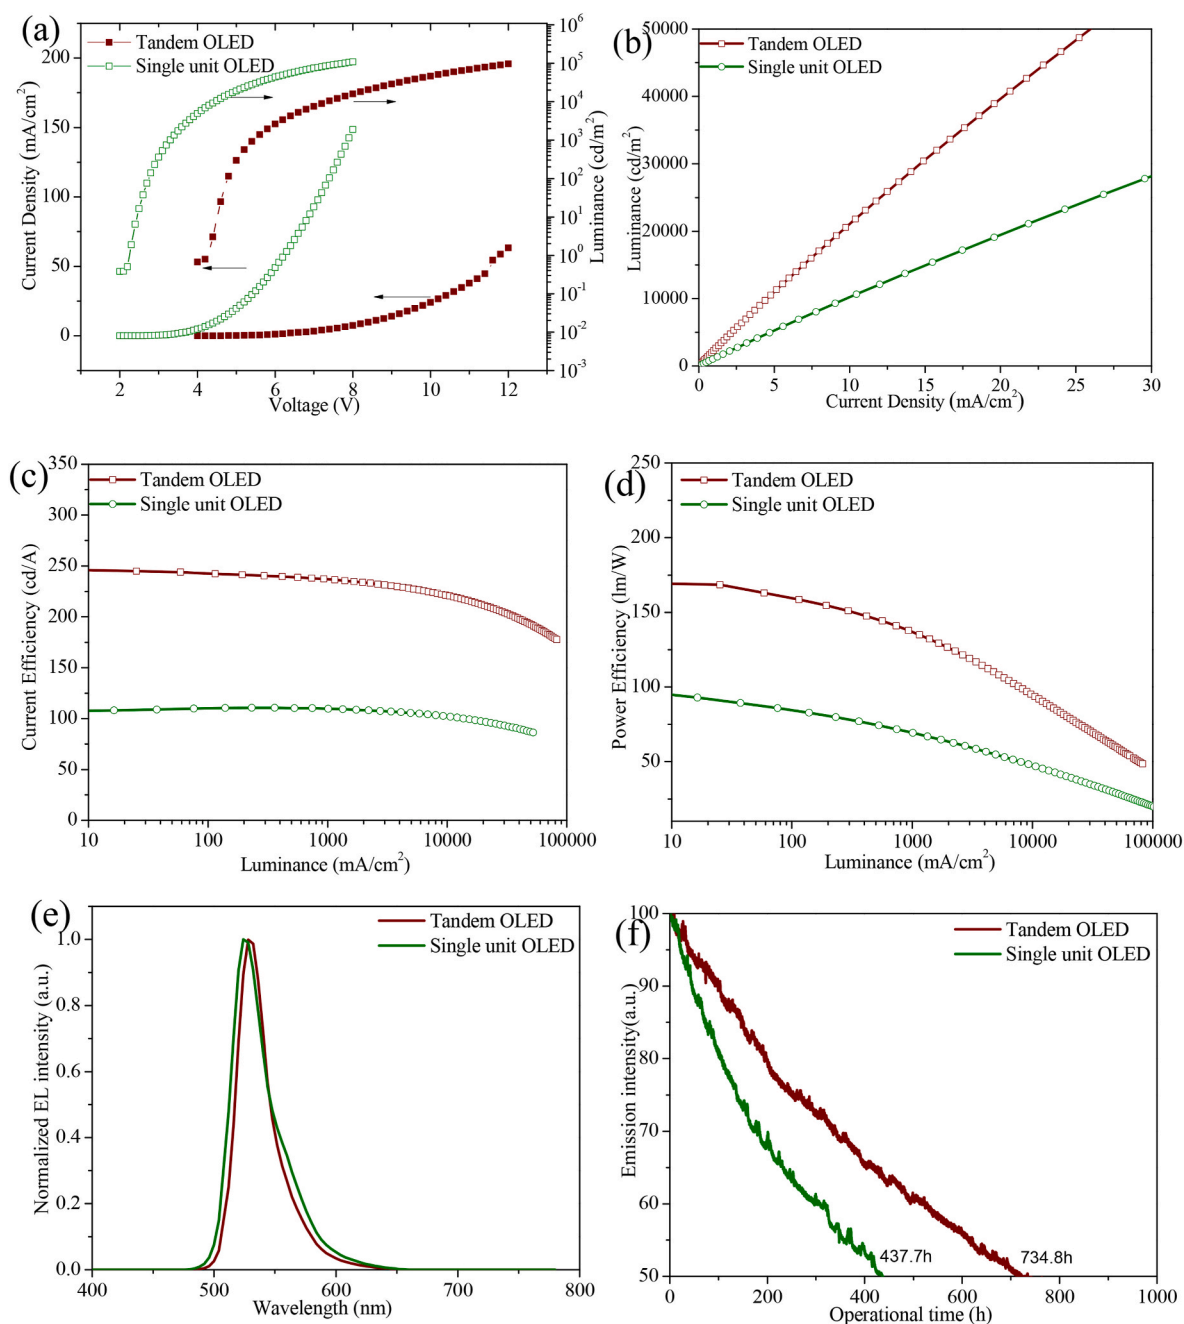 (a)
Tandem OLED
Single unit OLED
Current Density (mA/cm²)
200
150
100
50
0
2
4
6
8
10
12
Voltage (V)
10⁶
10⁵
10⁴
10³
10²
10¹
10⁰
10⁻¹
10⁻²
10⁻³
Luminance (cd/m²)
(b)
Tandem OLED
Single unit OLED
Luminance (cd/m²)
50000
40000
30000
20000
10000
0
0
5
10
15
20
25
30
Current Density (mA/cm²)
(c)
Tandem OLED
Single unit OLED
Current Efficiency (cd/A)
350
300
250
200
150
100
50
0
10
100
1000
10000
100000
Luminance (mA/cm²)
(d)
Tandem OLED
Single unit OLED
Power Efficiency (lm/W)
250
200
150
100
50
10
100
1000
10000
100000
Luminance (mA/cm²)
(e)
Tandem OLED
Single unit OLED
Normalized EL intensity (a.u.)
1.0
0.8
0.6
0.4
0.2
0.0
400
500
600
700
800
Wavelength (nm)
(f)
Tandem OLED
Single unit OLED
Emission intensity(a.u.)
100
90
80
70
60
50
437.7h
734.8h
0
200
400
600
800
1000
Operational time (h)